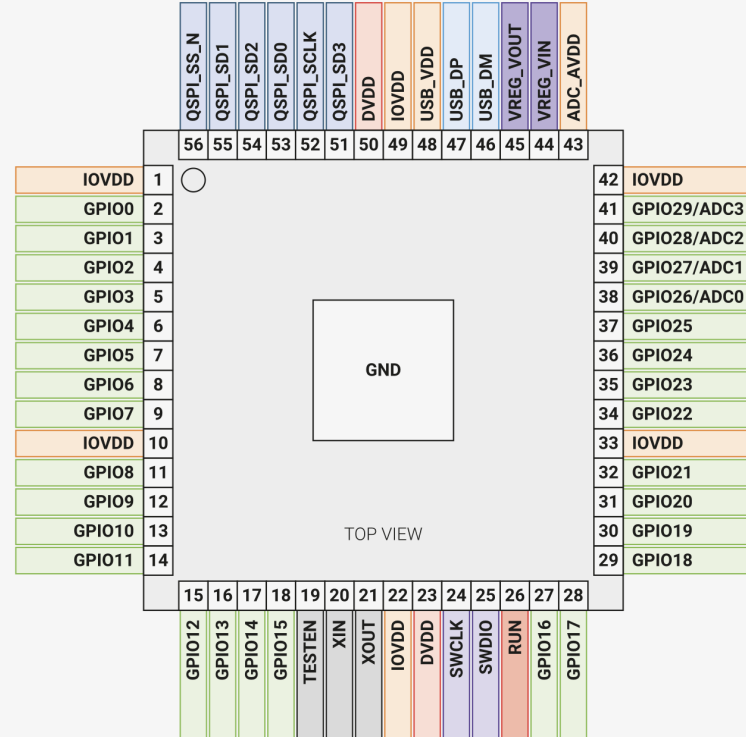 QSPI_SS_N
QSPI_SD1
QSPI_SD2
QSPI_SD0
QSPI_SCLK
QSPI_SD3
DVDD
IOVDD
USB_VDD
USB_DP
USB_DM
VREG_VOUT
VREG_VIN
ADC_AVDD
56 55 54 53 52 51 50 49 48 47 46 45 44 43
IOVDD 1
GPIO0 2
GPIO1 3
GPIO2 4
GPIO3 5
GPIO4 6
GPIO5 7
GPIO6 8
GPIO7 9
IOVDD 10
GPIO8 11
GPIO9 12
GPIO10 13
GPIO11 14
GND
TOP VIEW
42 IOVDD
41 GPIO29/ADC3
40 GPIO28/ADC2
39 GPIO27/ADC1
38 GPIO26/ADC0
37 GPIO25
36 GPIO24
35 GPIO23
34 GPIO22
33 IOVDD
32 GPIO21
31 GPIO20
30 GPIO19
29 GPIO18
15 16 17 18 19 20 21 22 23 24 25 26 27 28
GPIO12
GPIO13
GPIO14
GPIO15
TESTEN
XIN
XOUT
IOVDD
DVDD
SWCLK
SWDIO
RUN
GPIO16
GPIO17